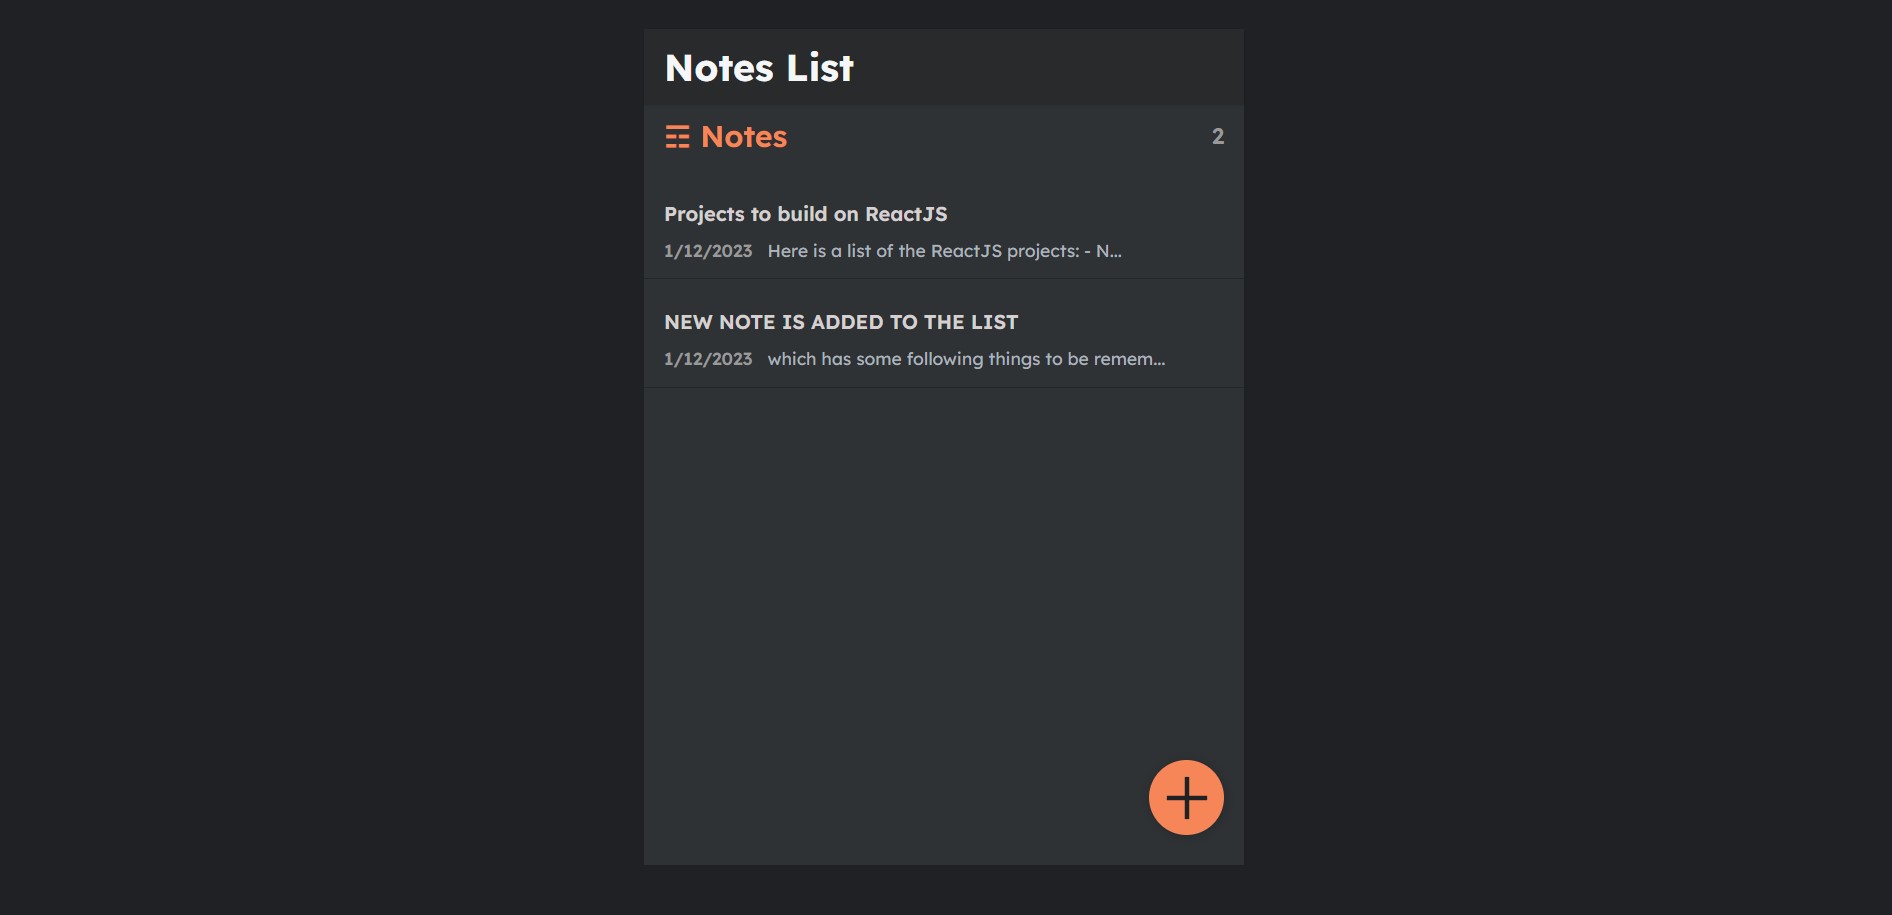 Notes List
☶ Notes 2
Projects to build on ReactJS
1/12/2023 Here is a list of the ReactJS projects: - N...
NEW NOTE IS ADDED TO THE LIST
1/12/2023 which has some following things to be remem...